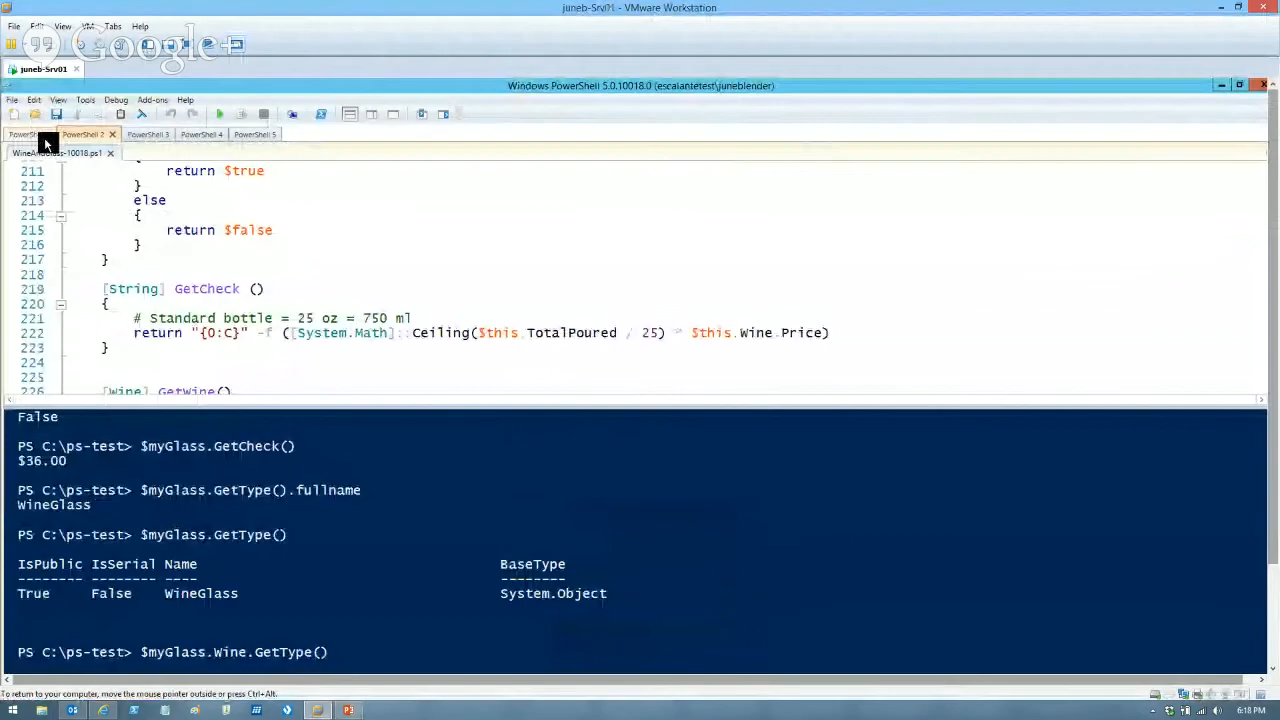 juneb-Srv01 - VMware Workstation
File Edit View VM Tabs Help
Google+
juneb-Srv01
Windows PowerShell 5.0.10018.0 (escalantetest\juneblender)
File Edit View Tools Debug Add-ons Help
PowerShell 2 PowerShell 3 PowerShell 4 PowerShell 5
211 return $true
212 }
213 else
214 {
215 return $false
216 }
217 }
218
219 [String] GetCheck ()
220 {
221 # Standard bottle = 25 oz = 750 ml
222 return "{0:C}" -f ([System.Math]::Ceiling($this.TotalPoured / 25) * $this.Wine.Price)
223 }
224
225
226 [Wine] GetWine()
False
PS C:\ps-test> $myGlass.GetCheck()
$36.00
PS C:\ps-test> $myGlass.GetType().fullname
WineGlass
PS C:\ps-test> $myGlass.GetType()
IsPublic IsSerial Name BaseType
-------- -------- ---- --------
True False WineGlass System.Object
PS C:\ps-test> $myGlass.Wine.GetType()
To return to your computer, move the mouse pointer outside or press Ctrl+Alt.
6:18 PM